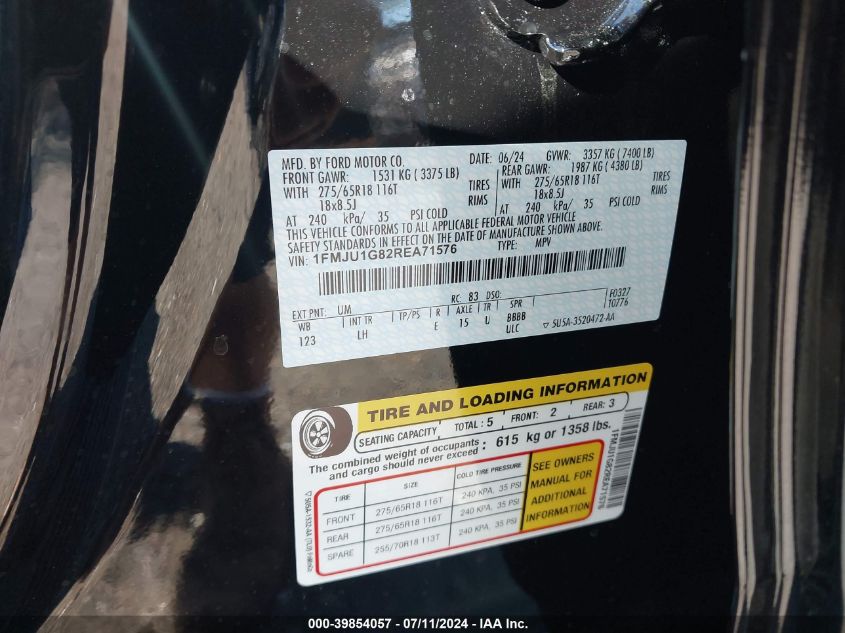 MFD. BY FORD MOTOR CO.
DATE: 06/24 GVWR: 3357 KG ( 7400 LB)
FRONT GAWR: 1531 KG ( 3375 LB)
REAR GAWR: 1987 KG ( 4380 LB)
WITH 275/65R18 116T TIRES
WITH 275/65R18 116T TIRES
18x8.5J RIMS
18x8.5J RIMS
AT 240 kPa/ 35 PSI COLD
AT 240 kPa/ 35 PSI COLD
THIS VEHICLE CONFORMS TO ALL APPLICABLE FEDERAL MOTOR VEHICLE
SAFETY STANDARDS IN EFFECT ON THE DATE OF MANUFACTURE SHOWN ABOVE.
VIN: 1FMJU1G82REA71576 TYPE: MPV
EXT PNT: UM RC: 83 DSO:
F0327
10776
WB INT TR TP/PS R AXLE TR SPR
123 LH E 15 U BBBB
ULC
▽ 5U5A-3520472-AA
TIRE AND LOADING INFORMATION
SEATING CAPACITY TOTAL : 5 FRONT: 2 REAR: 3
The combined weight of occupants and cargo should never exceed : 615 kg or 1358 lbs.
TIRE SIZE COLD TIRE PRESSURE
FRONT 275/65R18 116T 240 KPA, 35 PSI
REAR 275/65R18 116T 240 KPA, 35 PSI
SPARE 255/70R18 113T 240 KPA, 35 PSI
SEE OWNERS
MANUAL FOR
ADDITIONAL
INFORMATION
1FMJU1G82REA71576
000-39854057 - 07/11/2024 - IAA Inc.